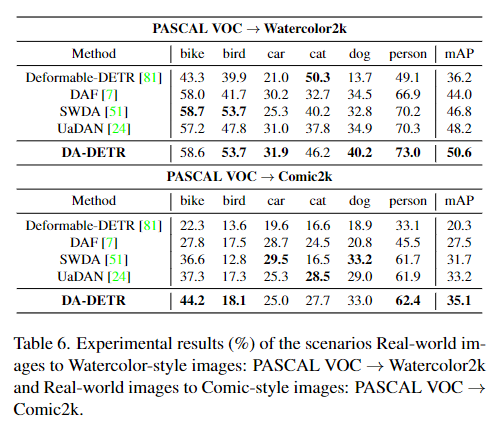 PASCAL VOC → Watercolor2k
Method bike bird car cat dog person mAP
Deformable-DETR [81] 43.3 39.9 21.0 50.3 13.7 49.1 36.2
DAF [7] 58.0 41.7 30.2 32.7 34.5 66.9 44.0
SWDA [51] 58.7 53.7 25.3 40.2 32.8 70.2 46.8
UaDAN [24] 57.2 47.8 31.0 37.8 34.9 70.3 48.2
DA-DETR 58.6 53.7 31.9 46.2 40.2 73.0 50.6
PASCAL VOC → Comic2k
Method bike bird car cat dog person mAP
Deformable-DETR [81] 22.3 13.6 19.6 16.6 18.9 33.1 20.3
DAF [7] 27.8 17.5 28.7 24.5 20.8 45.5 27.5
SWDA [51] 36.6 12.8 29.5 16.5 33.2 61.7 31.7
UaDAN [24] 37.3 17.3 25.3 28.5 29.0 61.9 33.2
DA-DETR 44.2 18.1 25.0 27.7 33.0 62.4 35.1
Table 6. Experimental results (%) of the scenarios Real-world im-
ages to Watercolor-style images: PASCAL VOC → Watercolor2k
and Real-world images to Comic-style images: PASCAL VOC →
Comic2k.